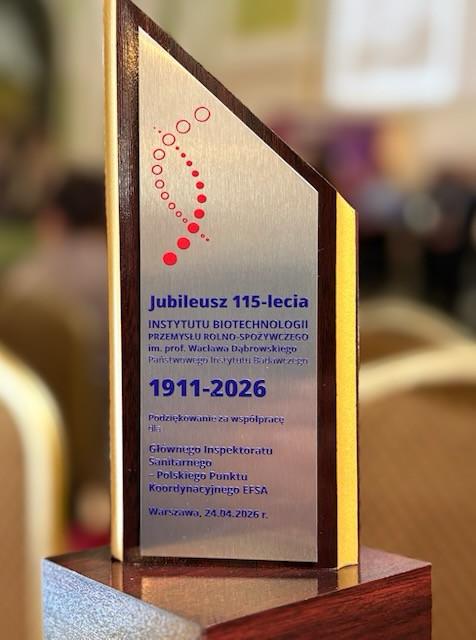 Jubileusz 115-lecia
INSTYTUTU BIOTECHNOLOGII
PRZEMYSŁU ROLNO-SPOŻYWCZEGO
im. prof. Wacława Dąbrowskiego
Państwowego Instytutu Badawczego
1911-2026
Podziękowanie za współpracę
dla
Głównego Inspektoratu
Sanitarnego
– Polskiego Punktu
Koordynacyjnego EFSA
Warszawa, 24.04.2026 r.